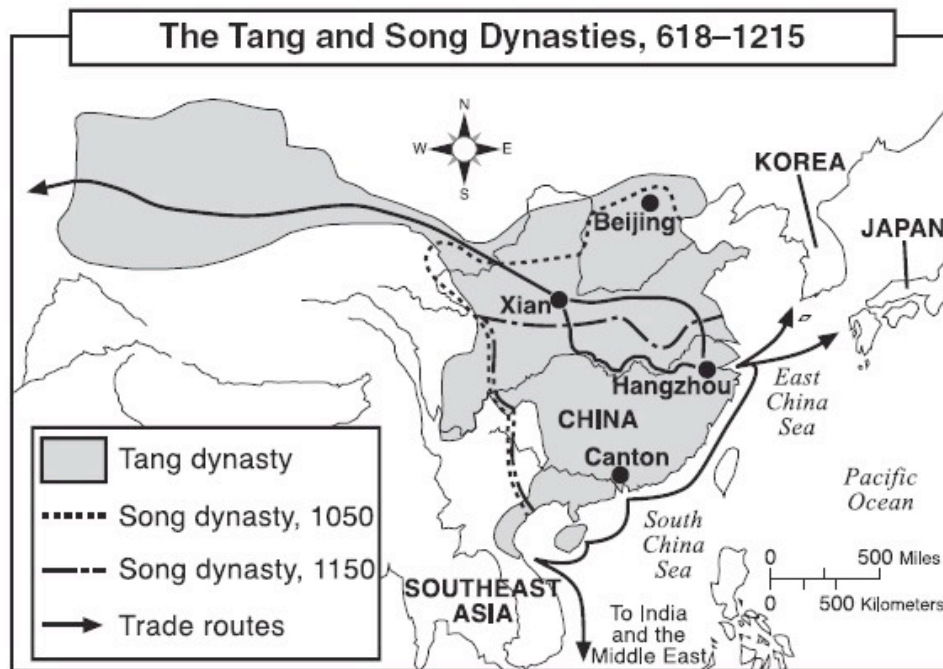 The Tang and Song Dynasties, 618–1215
N
W
E
S
KOREA
Beijing
JAPAN
Xian
Hangzhou
East
China
Sea
CHINA
Canton
Pacific
Ocean
South
China
Sea
Tang dynasty
Song dynasty, 1050
Song dynasty, 1150
Trade routes
SOUTHEAST
ASIA
To India
and the
Middle East
0 500 Miles
0 500 Kilometers